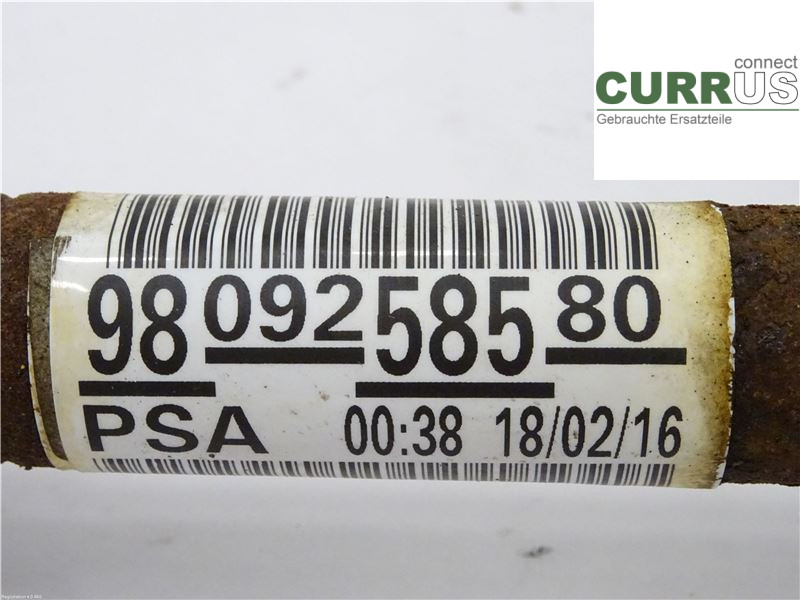 connect
CURRUS
Gebrauchte Ersatzteile
98 092 585 80
PSA 00:38 18/02/16